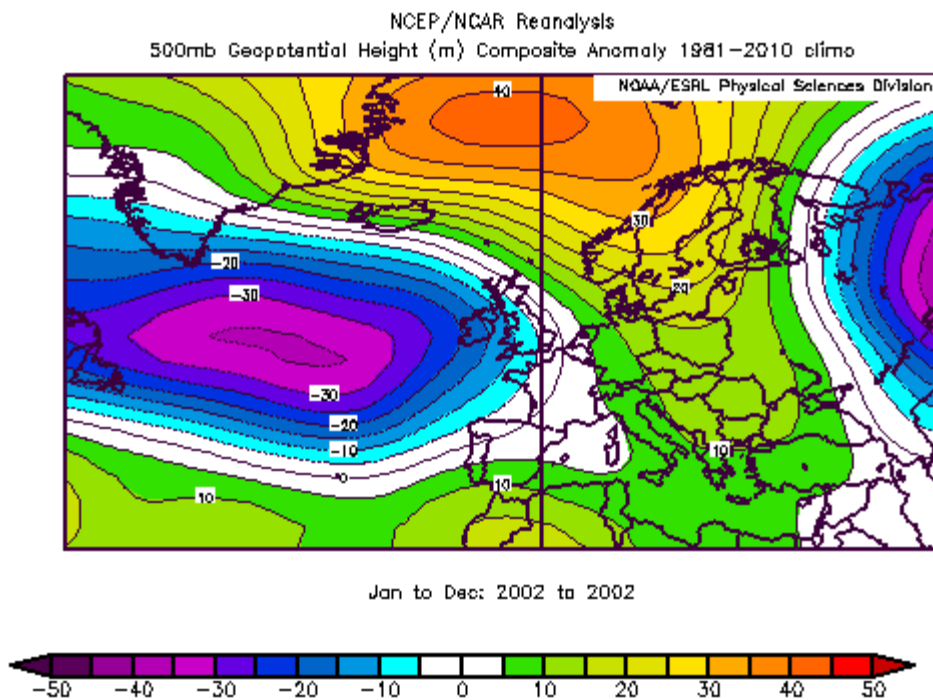 NCEP/NCAR Reanalysis
500mb Geopotential Height (m) Composite Anomaly 1981-2010 climo
NOAA/ESRL Physical Sciences Division
40
30
-20
20
-30
-30
-20
-10
10
0
10
10
Jan to Dec: 2002 to 2002
-50 -40 -30 -20 -10 0 10 20 30 40 50